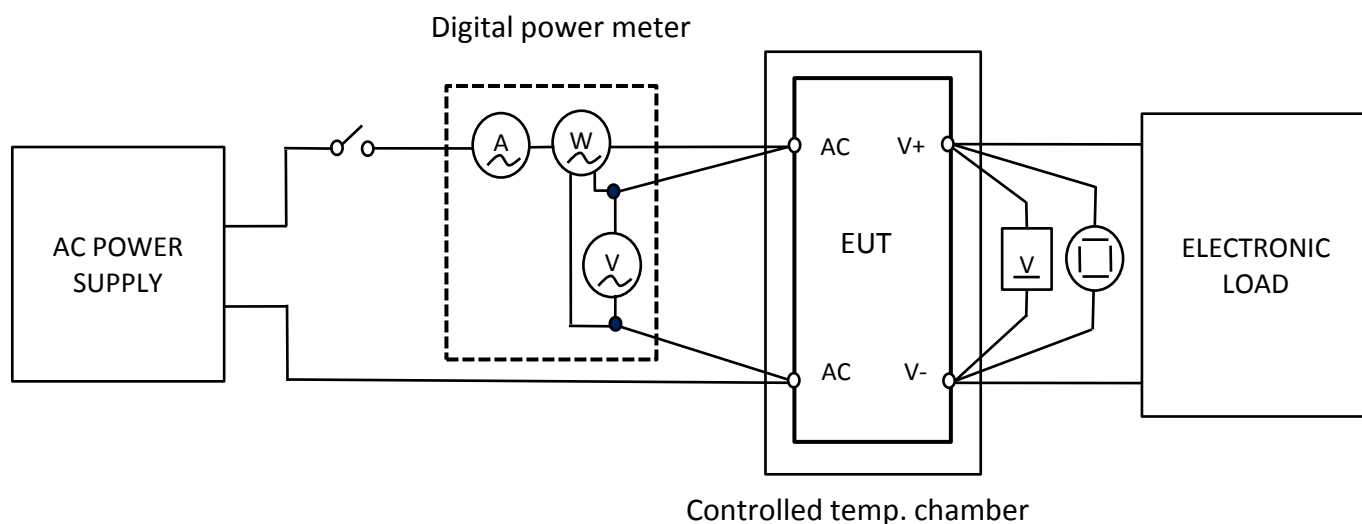 Digital power meter
A
W
V
AC POWER
SUPPLY
AC
V+
EUT
V
AC
V-
ELECTRONIC
LOAD
Controlled temp. chamber